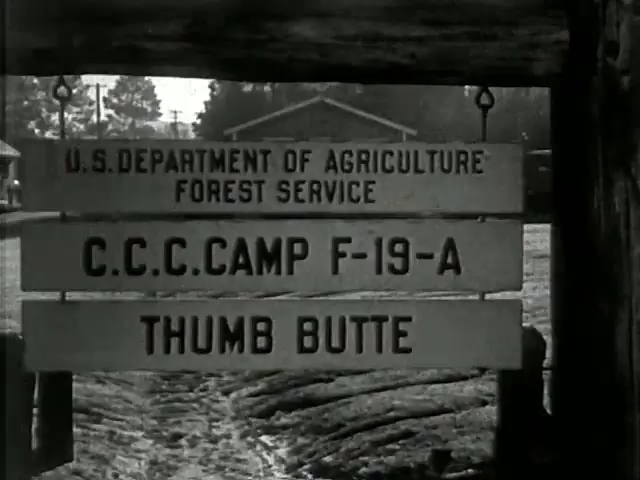 U.S. DEPARTMENT OF AGRICULTURE
FOREST SERVICE
C.C.C. CAMP F-19-A
THUMB BUTTE